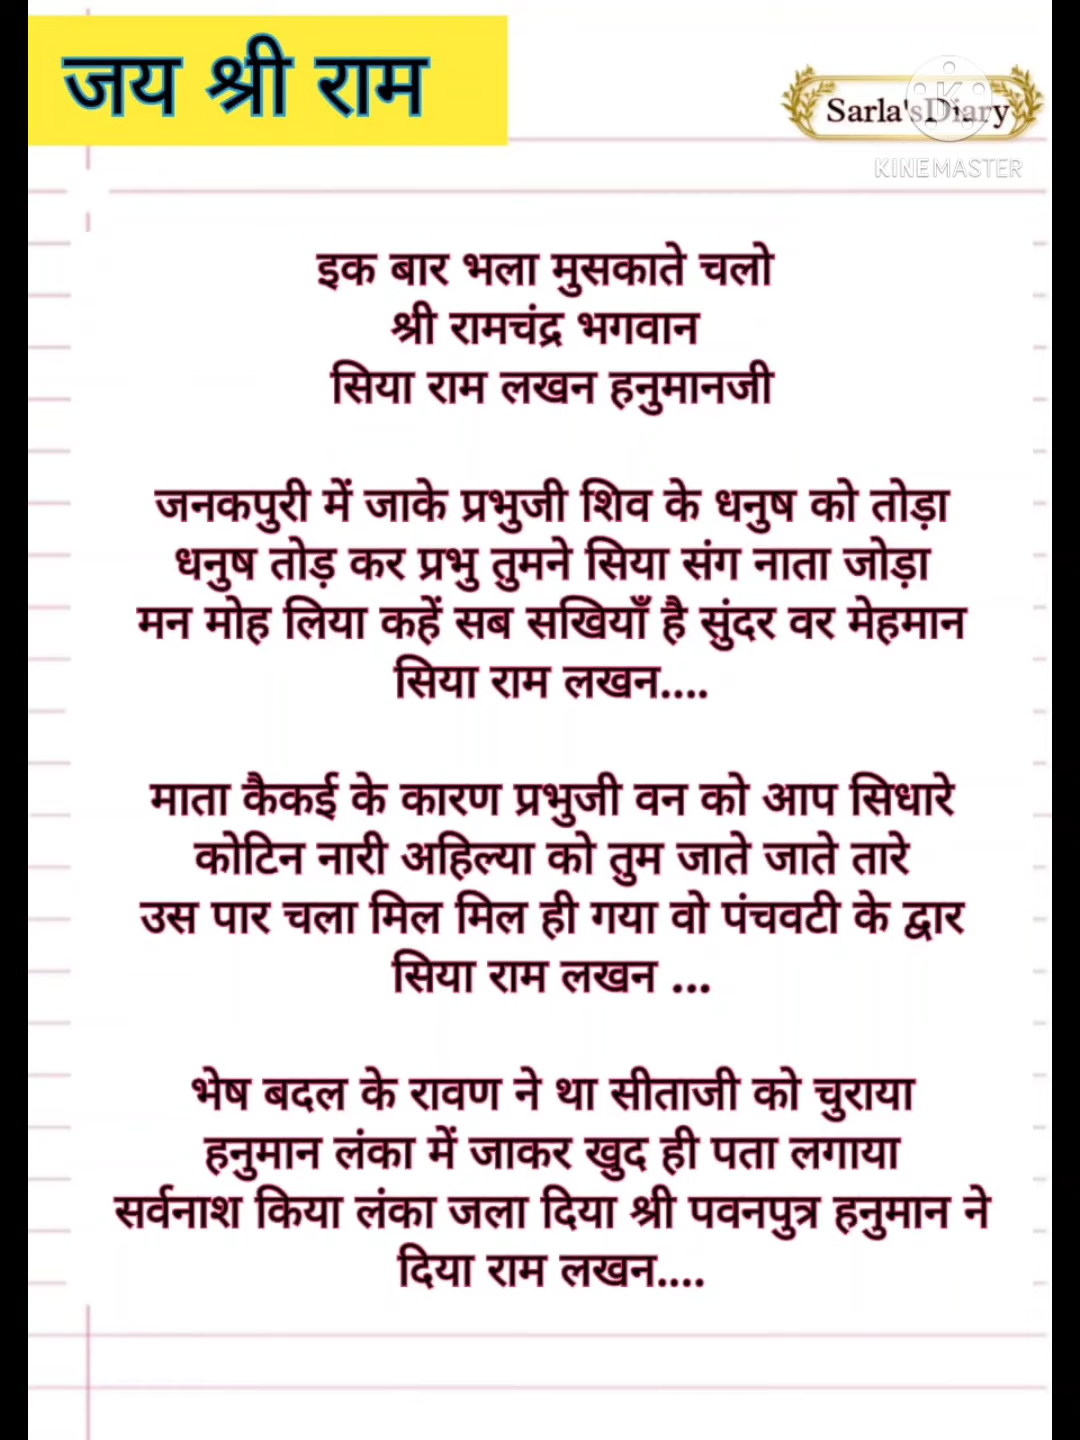 जय श्री राम
Sarla's Diary
KINEMASTER
इक बार भला मुसकाते चलो
श्री रामचंद्र भगवान
सिया राम लखन हनुमानजी
जनकपुरी में जाके प्रभुजी शिव के धनुष को तोड़ा
धनुष तोड़ कर प्रभु तुमने सिया संग नाता जोड़ा
मन मोह लिया कहें सब सखियाँ है सुंदर वर मेहमान
सिया राम लखन....
माता कैकई के कारण प्रभुजी वन को आप सिधारे
कोटिन नारी अहिल्या को तुम जाते जाते तारे
उस पार चला मिल मिल ही गया वो पंचवटी के द्वार
सिया राम लखन ...
भेष बदल के रावण ने था सीताजी को चुराया
हनुमान लंका में जाकर खुद ही पता लगाया
सर्वनाश किया लंका जला दिया श्री पवनपुत्र हनुमान ने
दिया राम लखन....